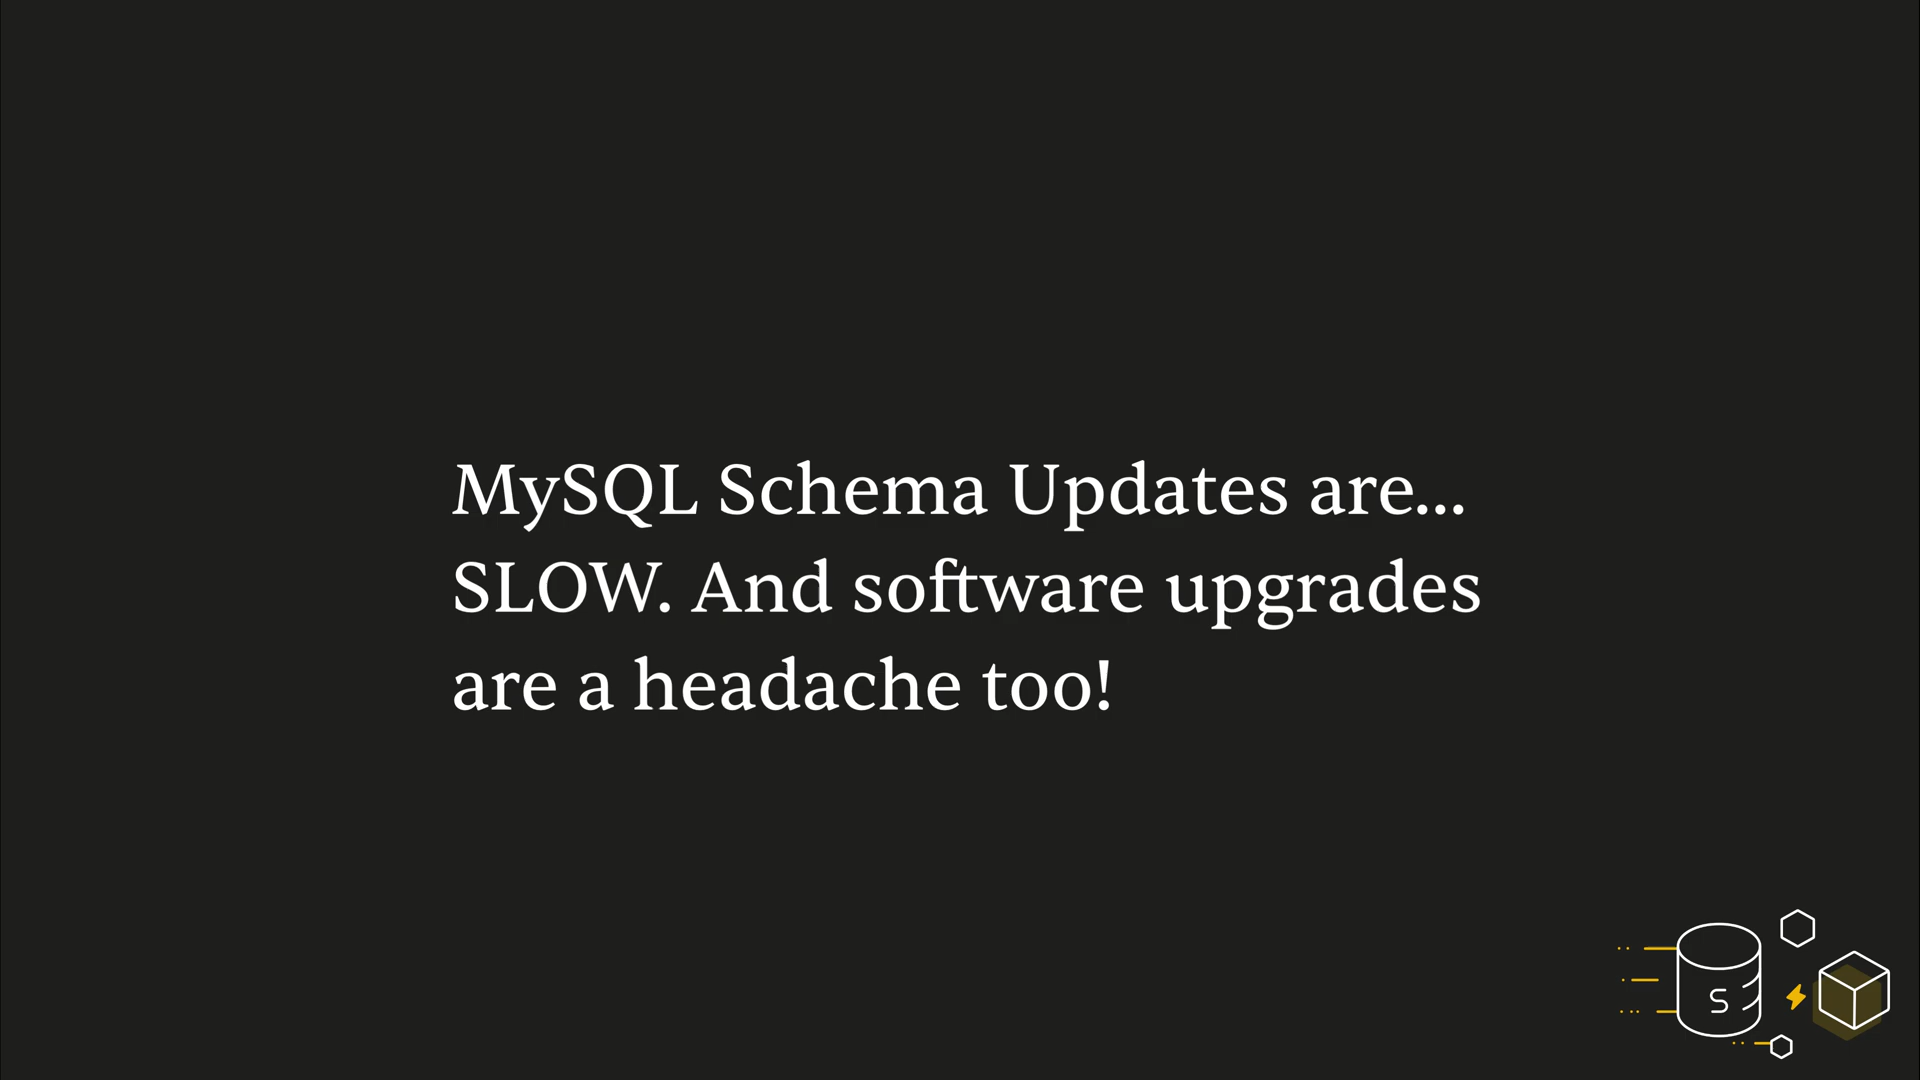 MySQL Schema Updates are...
SLOW. And software upgrades
are a headache too!
S